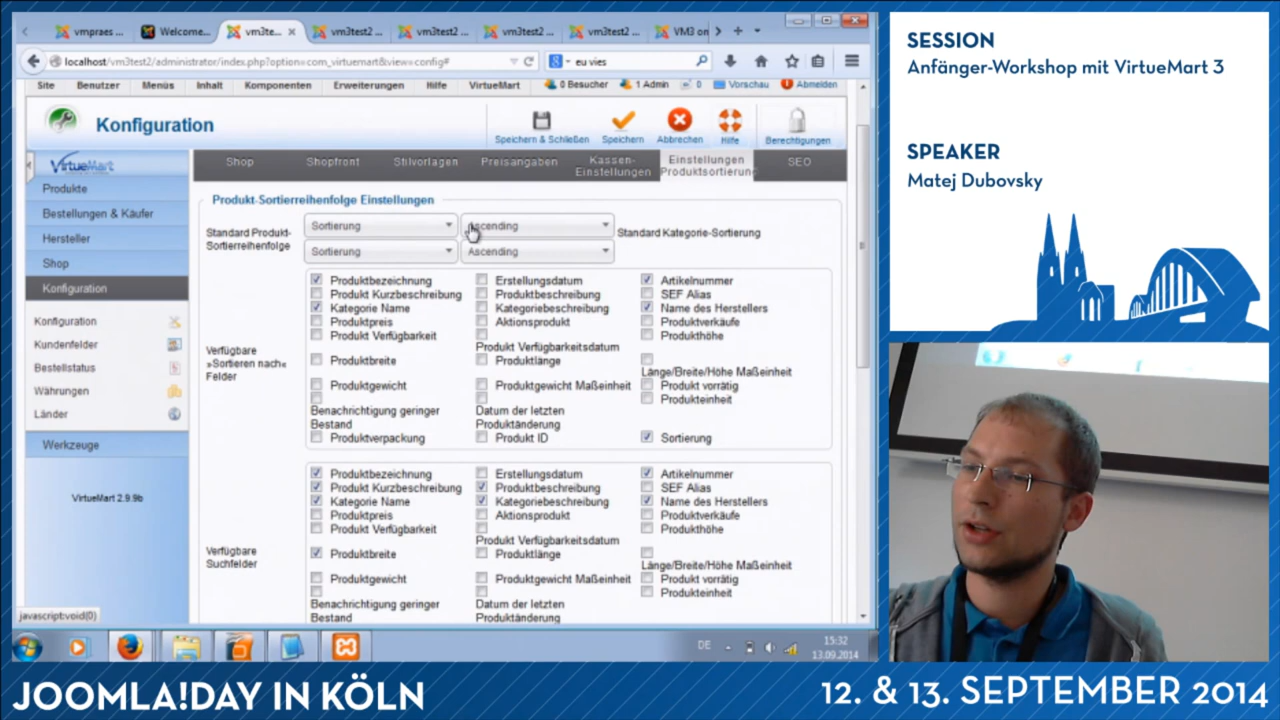 vmpraes ...
Welcome...
vm3te...
vm3test2 ...
vm3test2 ...
vm3test2 ...
vm3test2 ...
VM3 on
localhost/vm3test2/administrator/index.php?option=com_virtuemart&view=config#
eu vies
Site Benutzer Menüs Inhalt Komponenten Erweiterungen Hilfe VirtueMart 0 Besucher 1 Admin 0 Vorschau Abmelden
Konfiguration
Speichern & Schließen Speichern Abbrechen Hilfe Berechtigungen
VirtueMart
Produkte
Bestellungen & Käufer
Hersteller
Shop
Konfiguration
Konfiguration
Kundenfelder
Bestellstatus
Währungen
Länder
Werkzeuge
VirtueMart 2.9.9b
Shop Shopfront Stilvorlagen Preisangaben Kassen-Einstellungen Einstellungen Produktsortierung SEO
Produkt-Sortierreihenfolge Einstellungen
Standard Produkt-
Sortierreihenfolge
Sortierung Ascending Standard Kategorie-Sortierung
Sortierung Ascending
Verfügbare
»Sortieren nach«
Felder
Produktbezeichnung Erstellungsdatum Artikelnummer
Produkt Kurzbeschreibung Produktbeschreibung SEF Alias
Kategorie Name Kategoriebeschreibung Name des Herstellers
Produktpreis Aktionsprodukt Produktverkäufe
Produkt Verfügbarkeit Produkthöhe
Produkt Verfügbarkeitsdatum
Produktbreite Produktlänge
Länge/Breite/Höhe Maßeinheit
Produktgewicht Produktgewicht Maßeinheit Produkt vorrätig
Produkteinheit
Benachrichtigung geringer Datum der letzten
Bestand Produktänderung
Produktverpackung Produkt ID Sortierung
Verfügbare
Suchfelder
Produktbezeichnung Erstellungsdatum Artikelnummer
Produkt Kurzbeschreibung Produktbeschreibung SEF Alias
Kategorie Name Kategoriebeschreibung Name des Herstellers
Produktpreis Aktionsprodukt Produktverkäufe
Produkt Verfügbarkeit Produkthöhe
Produkt Verfügbarkeitsdatum
Produktbreite Produktlänge
Länge/Breite/Höhe Maßeinheit
Produktgewicht Produktgewicht Maßeinheit Produkt vorrätig
Produkteinheit
Benachrichtigung geringer Datum der letzten
Bestand Produktänderung
javascript:void(0)
DE
15:32
13.09.2014
SESSION
Anfänger-Workshop mit VirtueMart 3
SPEAKER
Matej Dubovsky
JOOMLA!DAY IN KÖLN
12. & 13. SEPTEMBER 2014